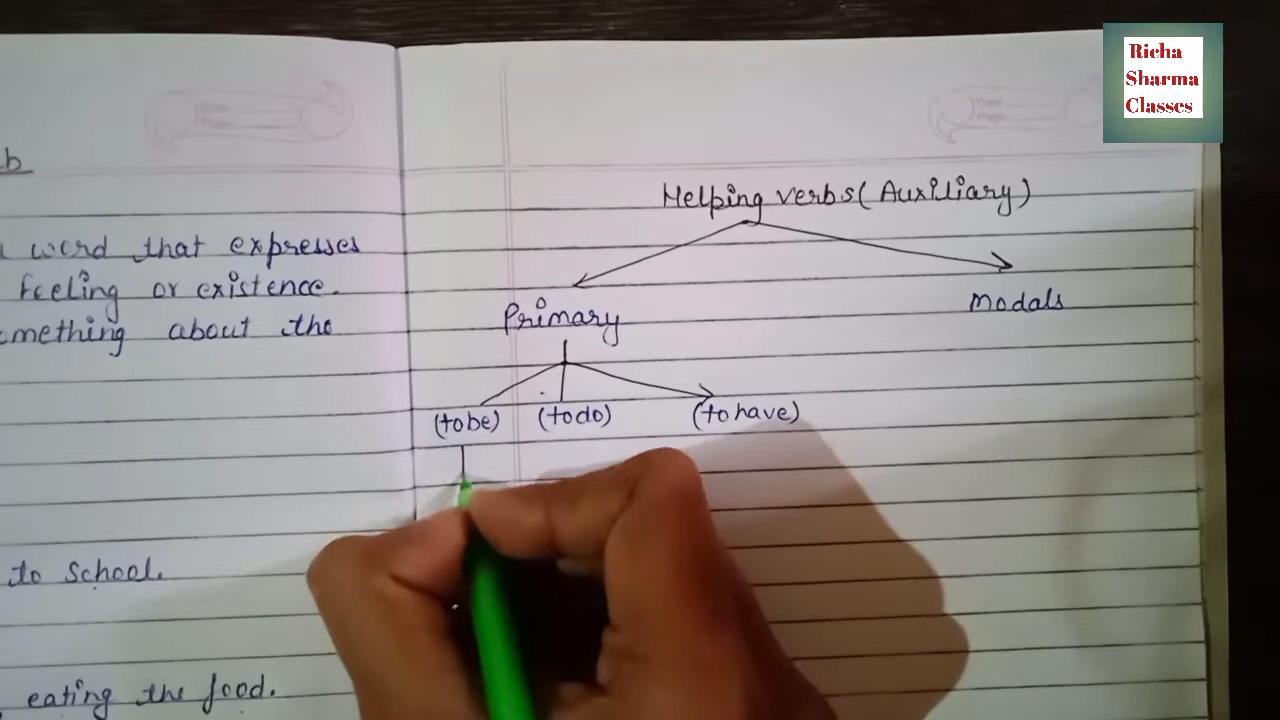 b
word that expresses
feeling or existence.
omething about the
to school.
eating the food.
Helping verbs (Auxiliary)
Primary
Modals
(to be) (to do) (to have)
Richa
Sharma
Classes